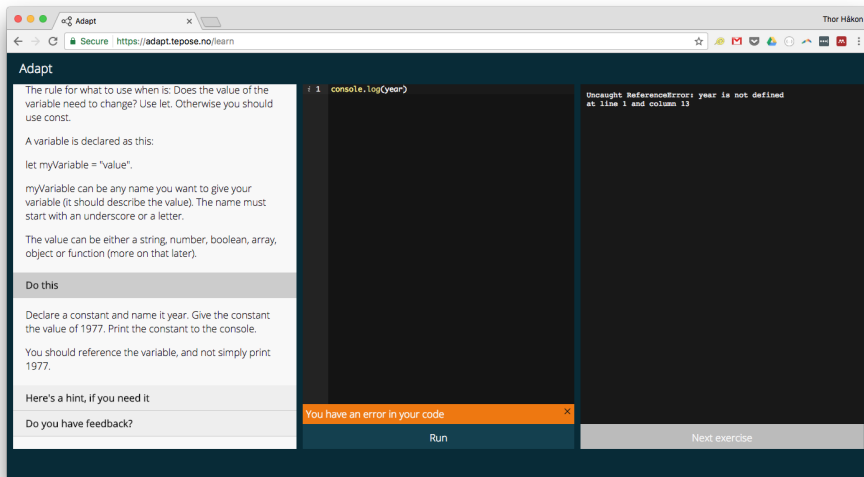 Adapt
Thor Håkon
Secure https://adapt.tepose.no/learn
Adapt
The rule for what to use when is: Does the value of the
variable need to change? Use let. Otherwise you should
use const.
A variable is declared as this:
let myVariable = "value".
myVariable can be any name you want to give your
variable (it should describe the value). The name must
start with an underscore or a letter.
The value can be either a string, number, boolean, array,
object or function (more on that later).
Do this
Declare a constant and name it year. Give the constant
the value of 1977. Print the constant to the console.
You should reference the variable, and not simply print
1977.
Here's a hint, if you need it
Do you have feedback?
i 1 console.log(year)
You have an error in your code
Run
Uncaught ReferenceError: year is not defined
at line 1 and column 13
Next exercise